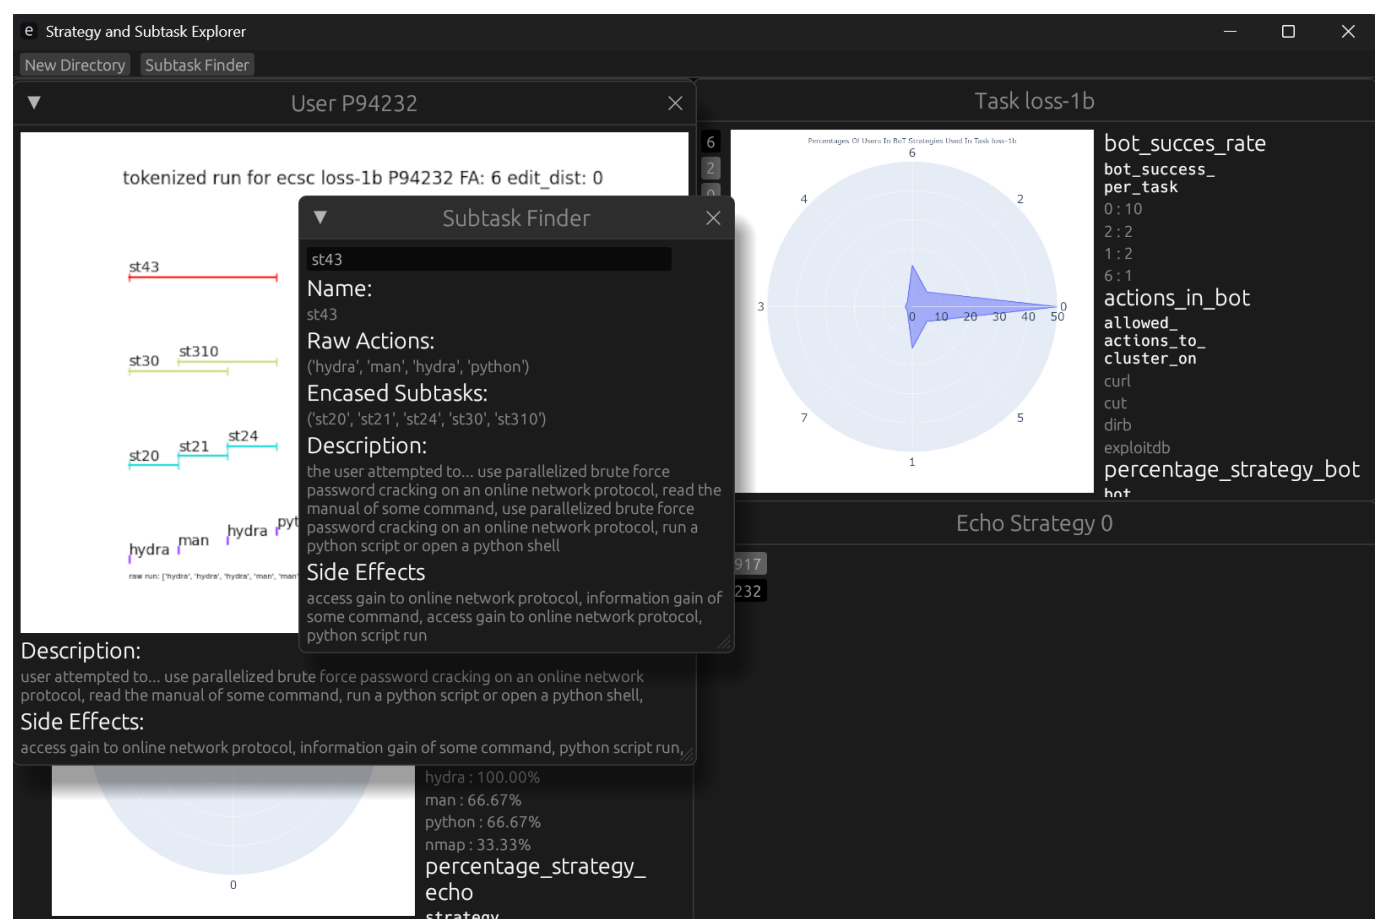 e Strategy and Subtask Explorer
New Directory Subtask Finder
▼ User P94232
tokenized run for ecsc loss-1b P94232 FA: 6 edit_dist: 0
st43
st30
st310
st20
st21
st24
hydra
man
hydra
pyt
raw run: ['hydra', 'hydra', 'hydra', 'man', 'man'
Description:
user attempted to... use parallelized brute force password cracking on an online network
protocol, read the manual of some command, run a python script or open a python shell,
Side Effects:
access gain to online network protocol, information gain of some command, python script run,
▼ Subtask Finder
st43
Name:
st43
Raw Actions:
('hydra', 'man', 'hydra', 'python')
Encased Subtasks:
('st20', 'st21', 'st24', 'st30', 'st310')
Description:
the user attempted to... use parallelized brute force
password cracking on an online network protocol, read the
manual of some command, use parallelized brute force
password cracking on an online network protocol, run a
python script or open a python shell
Side Effects
access gain to online network protocol, information gain of
some command, access gain to online network protocol,
python script run
Task loss-1b
6
2
Percentages Of Users In BoT Strategies Used In Task loss-1b
6
4
2
3
0
0 10 20 30 40 50
7
5
1
bot_succes_rate
bot_success_
per_task
0 : 10
2 : 2
1 : 2
6 : 1
actions_in_bot
allowed_
actions_to_
cluster_on
curl
cut
dirb
exploitdb
percentage_strategy_bot
bot
Echo Strategy 0
917
232
0
hydra : 100.00%
man : 66.67%
python : 66.67%
nmap : 33.33%
percentage_strategy_
echo
strategy